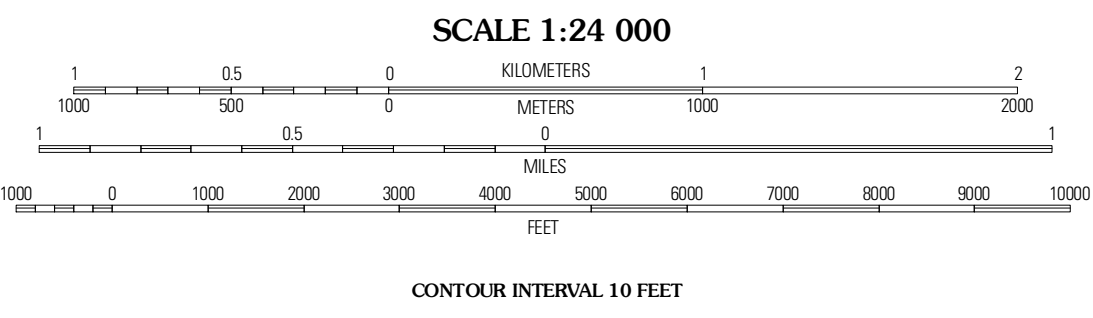 SCALE 1:24 000
1 0.5 0 KILOMETERS 1 2
1000 500 0 METERS 1000 2000
1 0.5 0 1
MILES
1000 0 1000 2000 3000 4000 5000 6000 7000 8000 9000 10000
FEET
CONTOUR INTERVAL 10 FEET